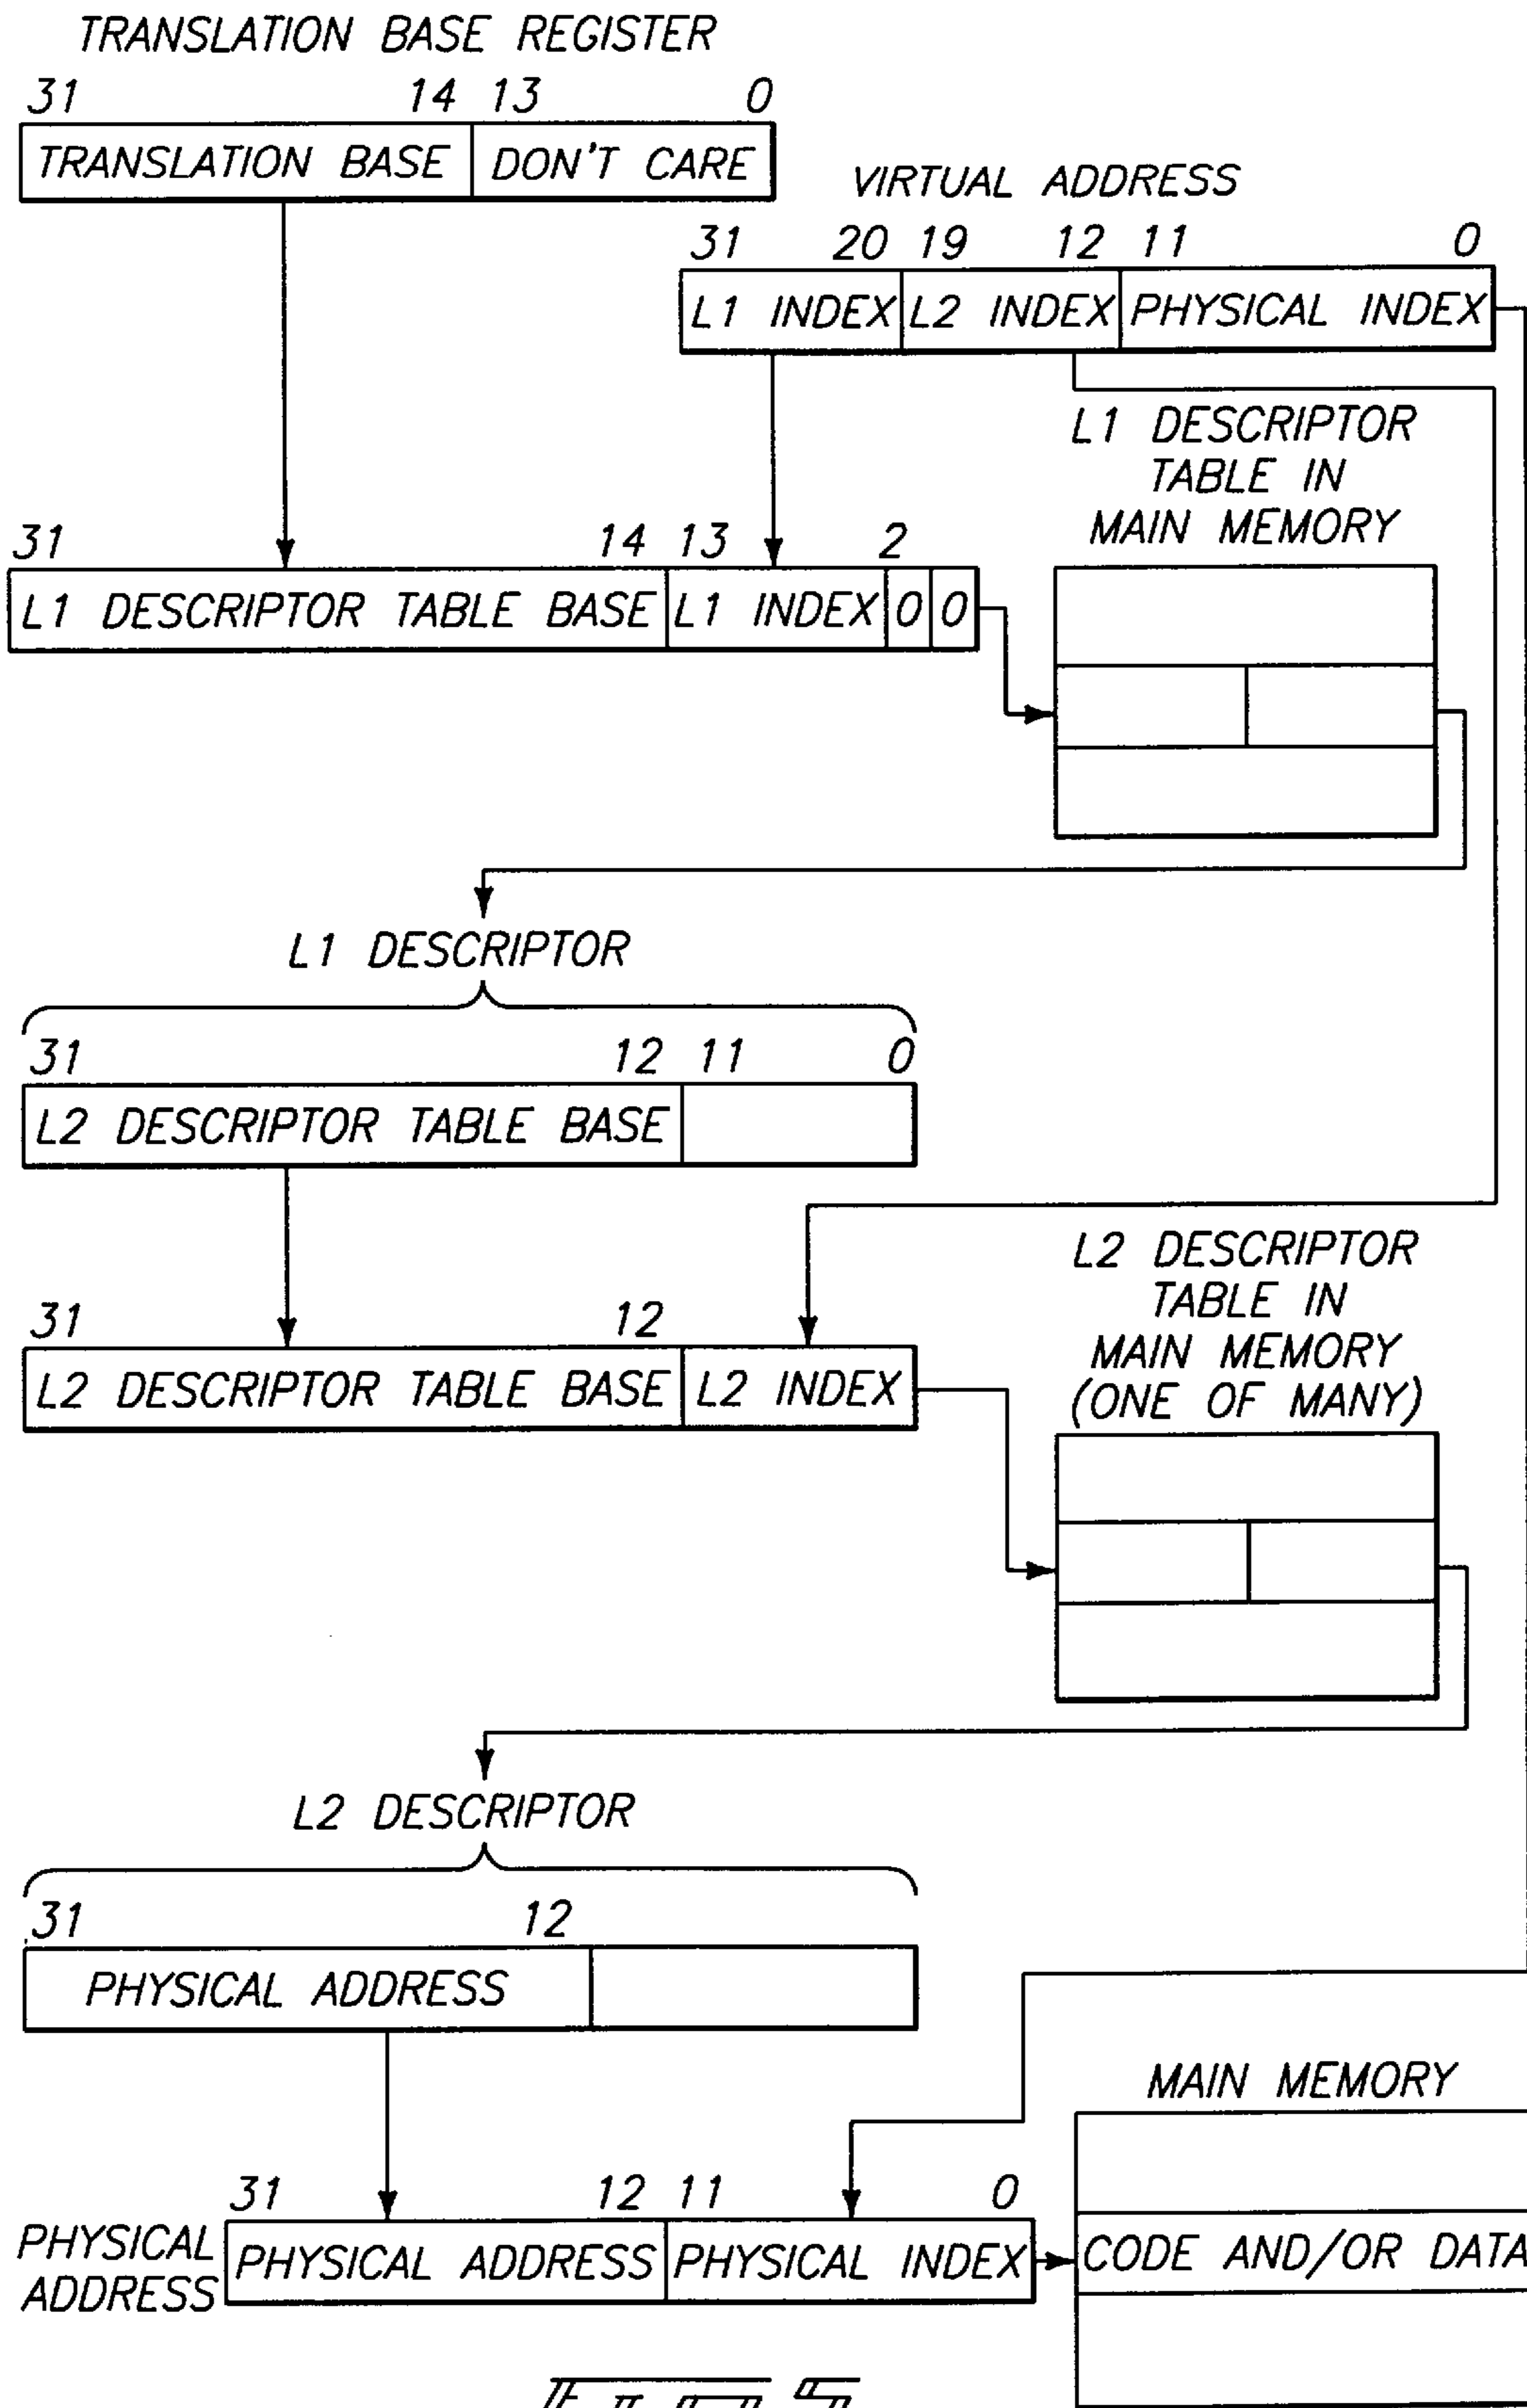 TRANSLATION BASE REGISTER
31 14 13 0
TRANSLATION BASE DON'T CARE
VIRTUAL ADDRESS
31 20 19 12 11 0
L1 INDEX L2 INDEX PHYSICAL INDEX
L1 DESCRIPTOR
TABLE IN
MAIN MEMORY
31 14 13 2
L1 DESCRIPTOR TABLE BASE L1 INDEX 0 0
L1 DESCRIPTOR
31 12 11 0
L2 DESCRIPTOR TABLE BASE
L2 DESCRIPTOR
TABLE IN
MAIN MEMORY
(ONE OF MANY)
31 12
L2 DESCRIPTOR TABLE BASE L2 INDEX
L2 DESCRIPTOR
31 12
PHYSICAL ADDRESS
MAIN MEMORY
31 12 11 0
PHYSICAL
ADDRESS
PHYSICAL ADDRESS PHYSICAL INDEX
CODE AND/OR DATA